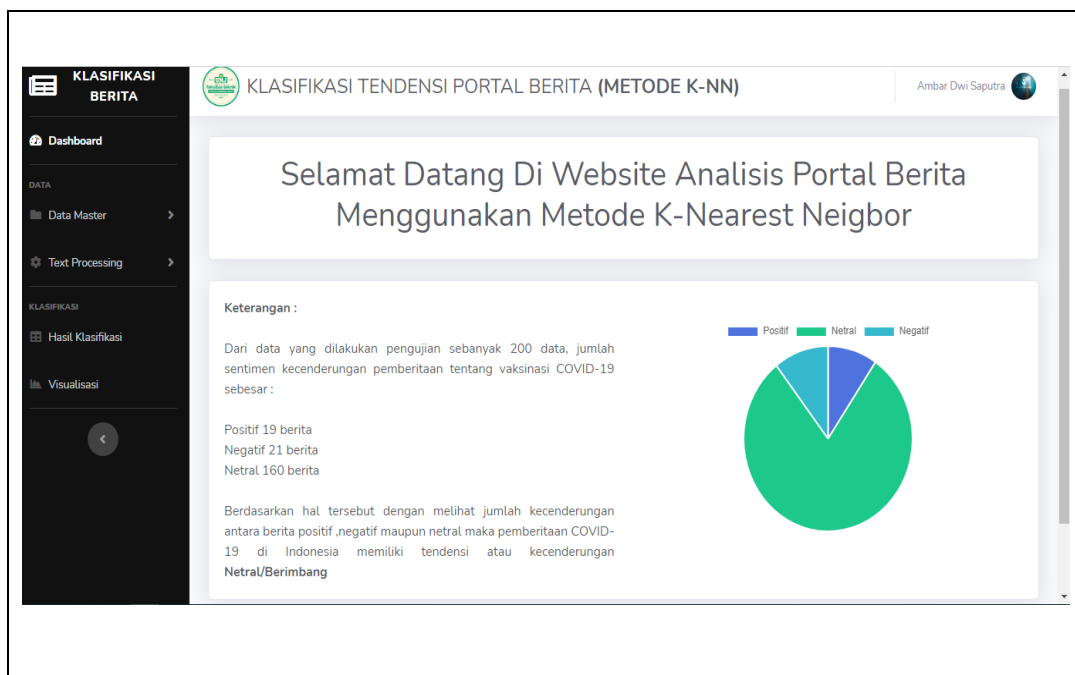 KLASIFIKASI
BERITA
KLASIFIKASI TENDENSI PORTAL BERITA (METODE K-NN)
Ambar Dwi Saputra
Dashboard
DATA
Data Master
Text Processing
KLASIFIKASI
Hasil Klasifikasi
Visualisasi
Selamat Datang Di Website Analisis Portal Berita
Menggunakan Metode K-Nearest Neigbor
Keterangan :
Dari data yang dilakukan pengujian sebanyak 200 data, jumlah
sentimen kecenderungan pemberitaan tentang vaksinasi COVID-19
sebesar :
Positif 19 berita
Negatif 21 berita
Netral 160 berita
Berdasarkan hal tersebut dengan melihat jumlah kecenderungan
antara berita positif ,negatif maupun netral maka pemberitaan COVID-
19 di Indonesia memiliki tendensi atau kecenderungan
Netral/Berimbang
Positif Netral Negatif